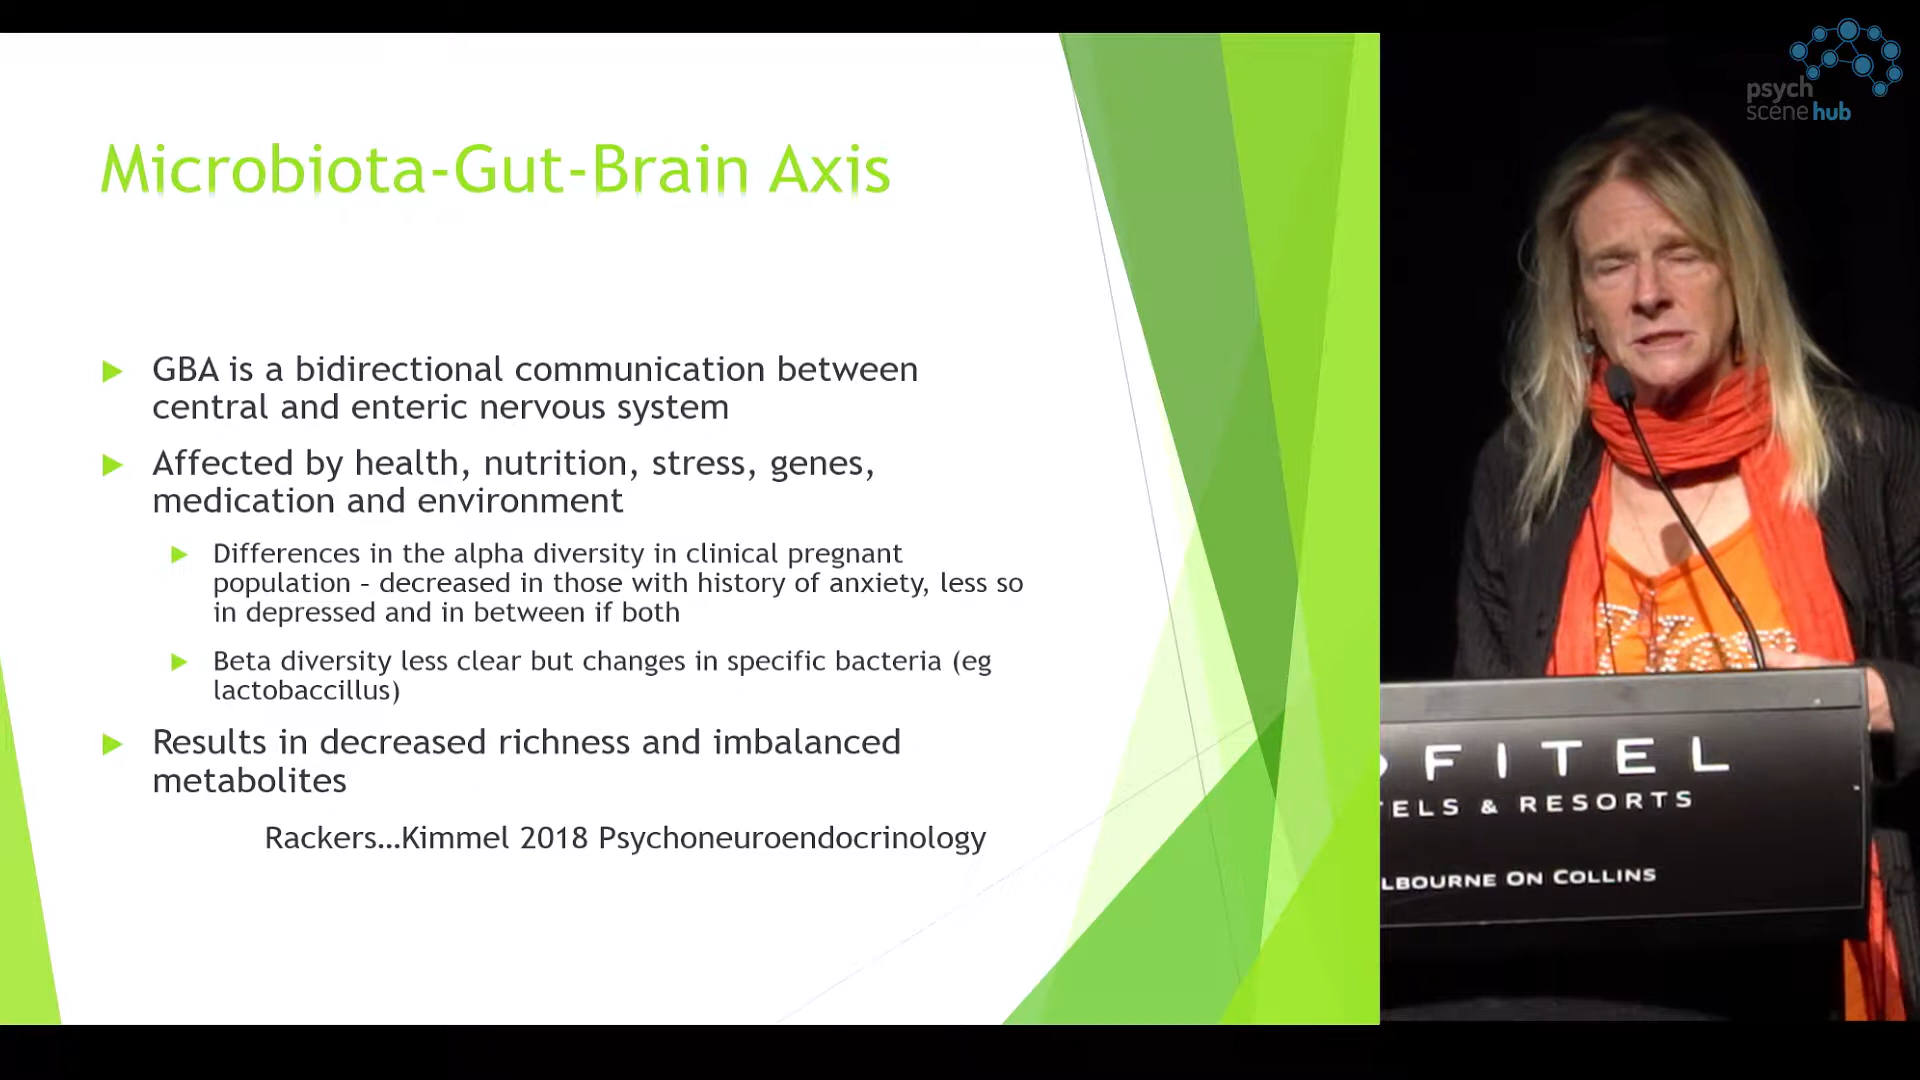 psych
scene hub
Microbiota-Gut-Brain Axis
GBA is a bidirectional communication between
central and enteric nervous system
Affected by health, nutrition, stress, genes,
medication and environment
Differences in the alpha diversity in clinical pregnant
population – decreased in those with history of anxiety, less so
in depressed and in between if both
Beta diversity less clear but changes in specific bacteria (eg
lactobaccillus)
Results in decreased richness and imbalanced
metabolites
Rackers…Kimmel 2018 Psychoneuroendocrinology
OFITEL
TELS & RESORTS
LBOURNE ON COLLINS